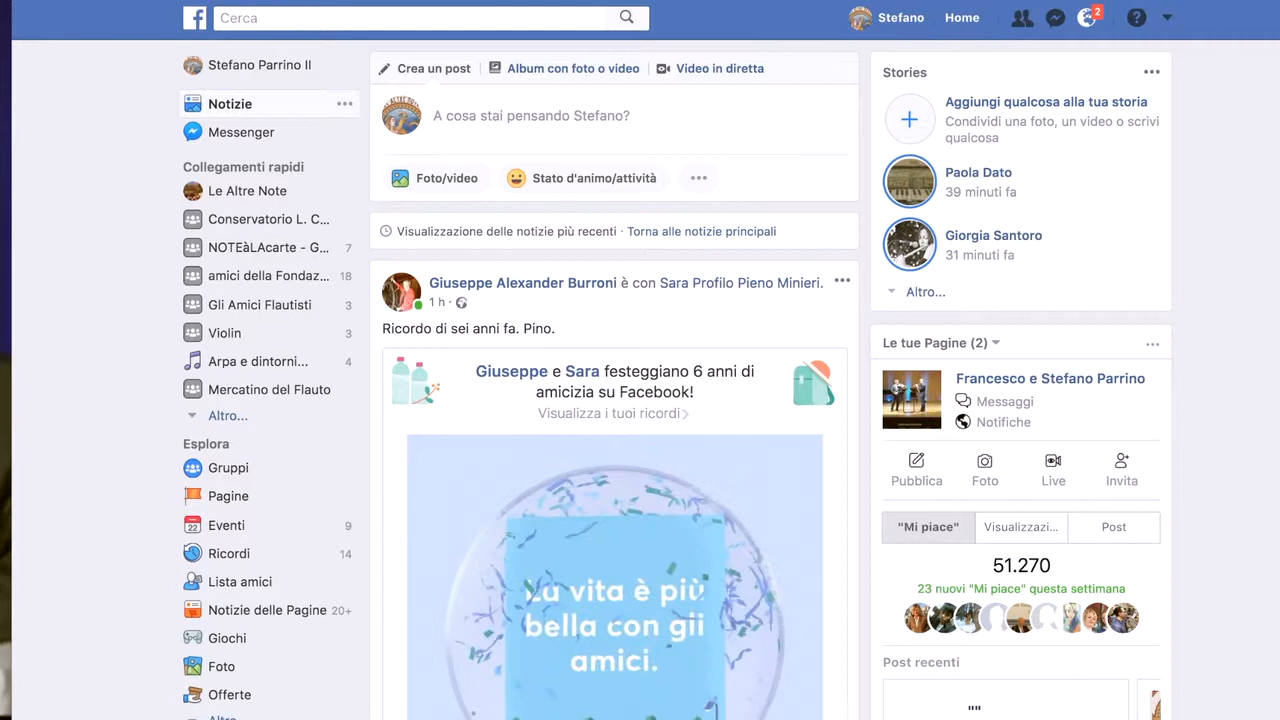 Cerca
Stefano
Home
2
Stefano Parrino II
Notizie
Messenger
Collegamenti rapidi
Le Altre Note
Conservatorio L. C...
NOTEàLAcarte - G... 7
amici della Fondaz... 18
Gli Amici Flautisti 3
Violin 3
Arpa e dintorni... 4
Mercatino del Flauto
Altro...
Esplora
Gruppi
Pagine
22 Eventi 9
Ricordi 14
Lista amici
Notizie delle Pagine 20+
Giochi
Foto
Offerte
Crea un post
Album con foto o video
Video in diretta
A cosa stai pensando Stefano?
Foto/video
Stato d'animo/attività
Visualizzazione delle notizie più recenti · Torna alle notizie principali
Giuseppe Alexander Burroni è con Sara Profilo Pieno Minieri.
1 h ·
Ricordo di sei anni fa. Pino.
Giuseppe e Sara festeggiano 6 anni di
amicizia su Facebook!
Visualizza i tuoi ricordi
La vita è più
bella con gli
amici.
Stories
Aggiungi qualcosa alla tua storia
Condividi una foto, un video o scrivi
qualcosa
Paola Dato
39 minuti fa
Giorgia Santoro
31 minuti fa
Altro...
Le tue Pagine (2)
Francesco e Stefano Parrino
Messaggi
Notifiche
Pubblica
Foto
Live
Invita
"Mi piace"
Visualizzazi...
Post
51.270
23 nuovi "Mi piace" questa settimana
Post recenti
""